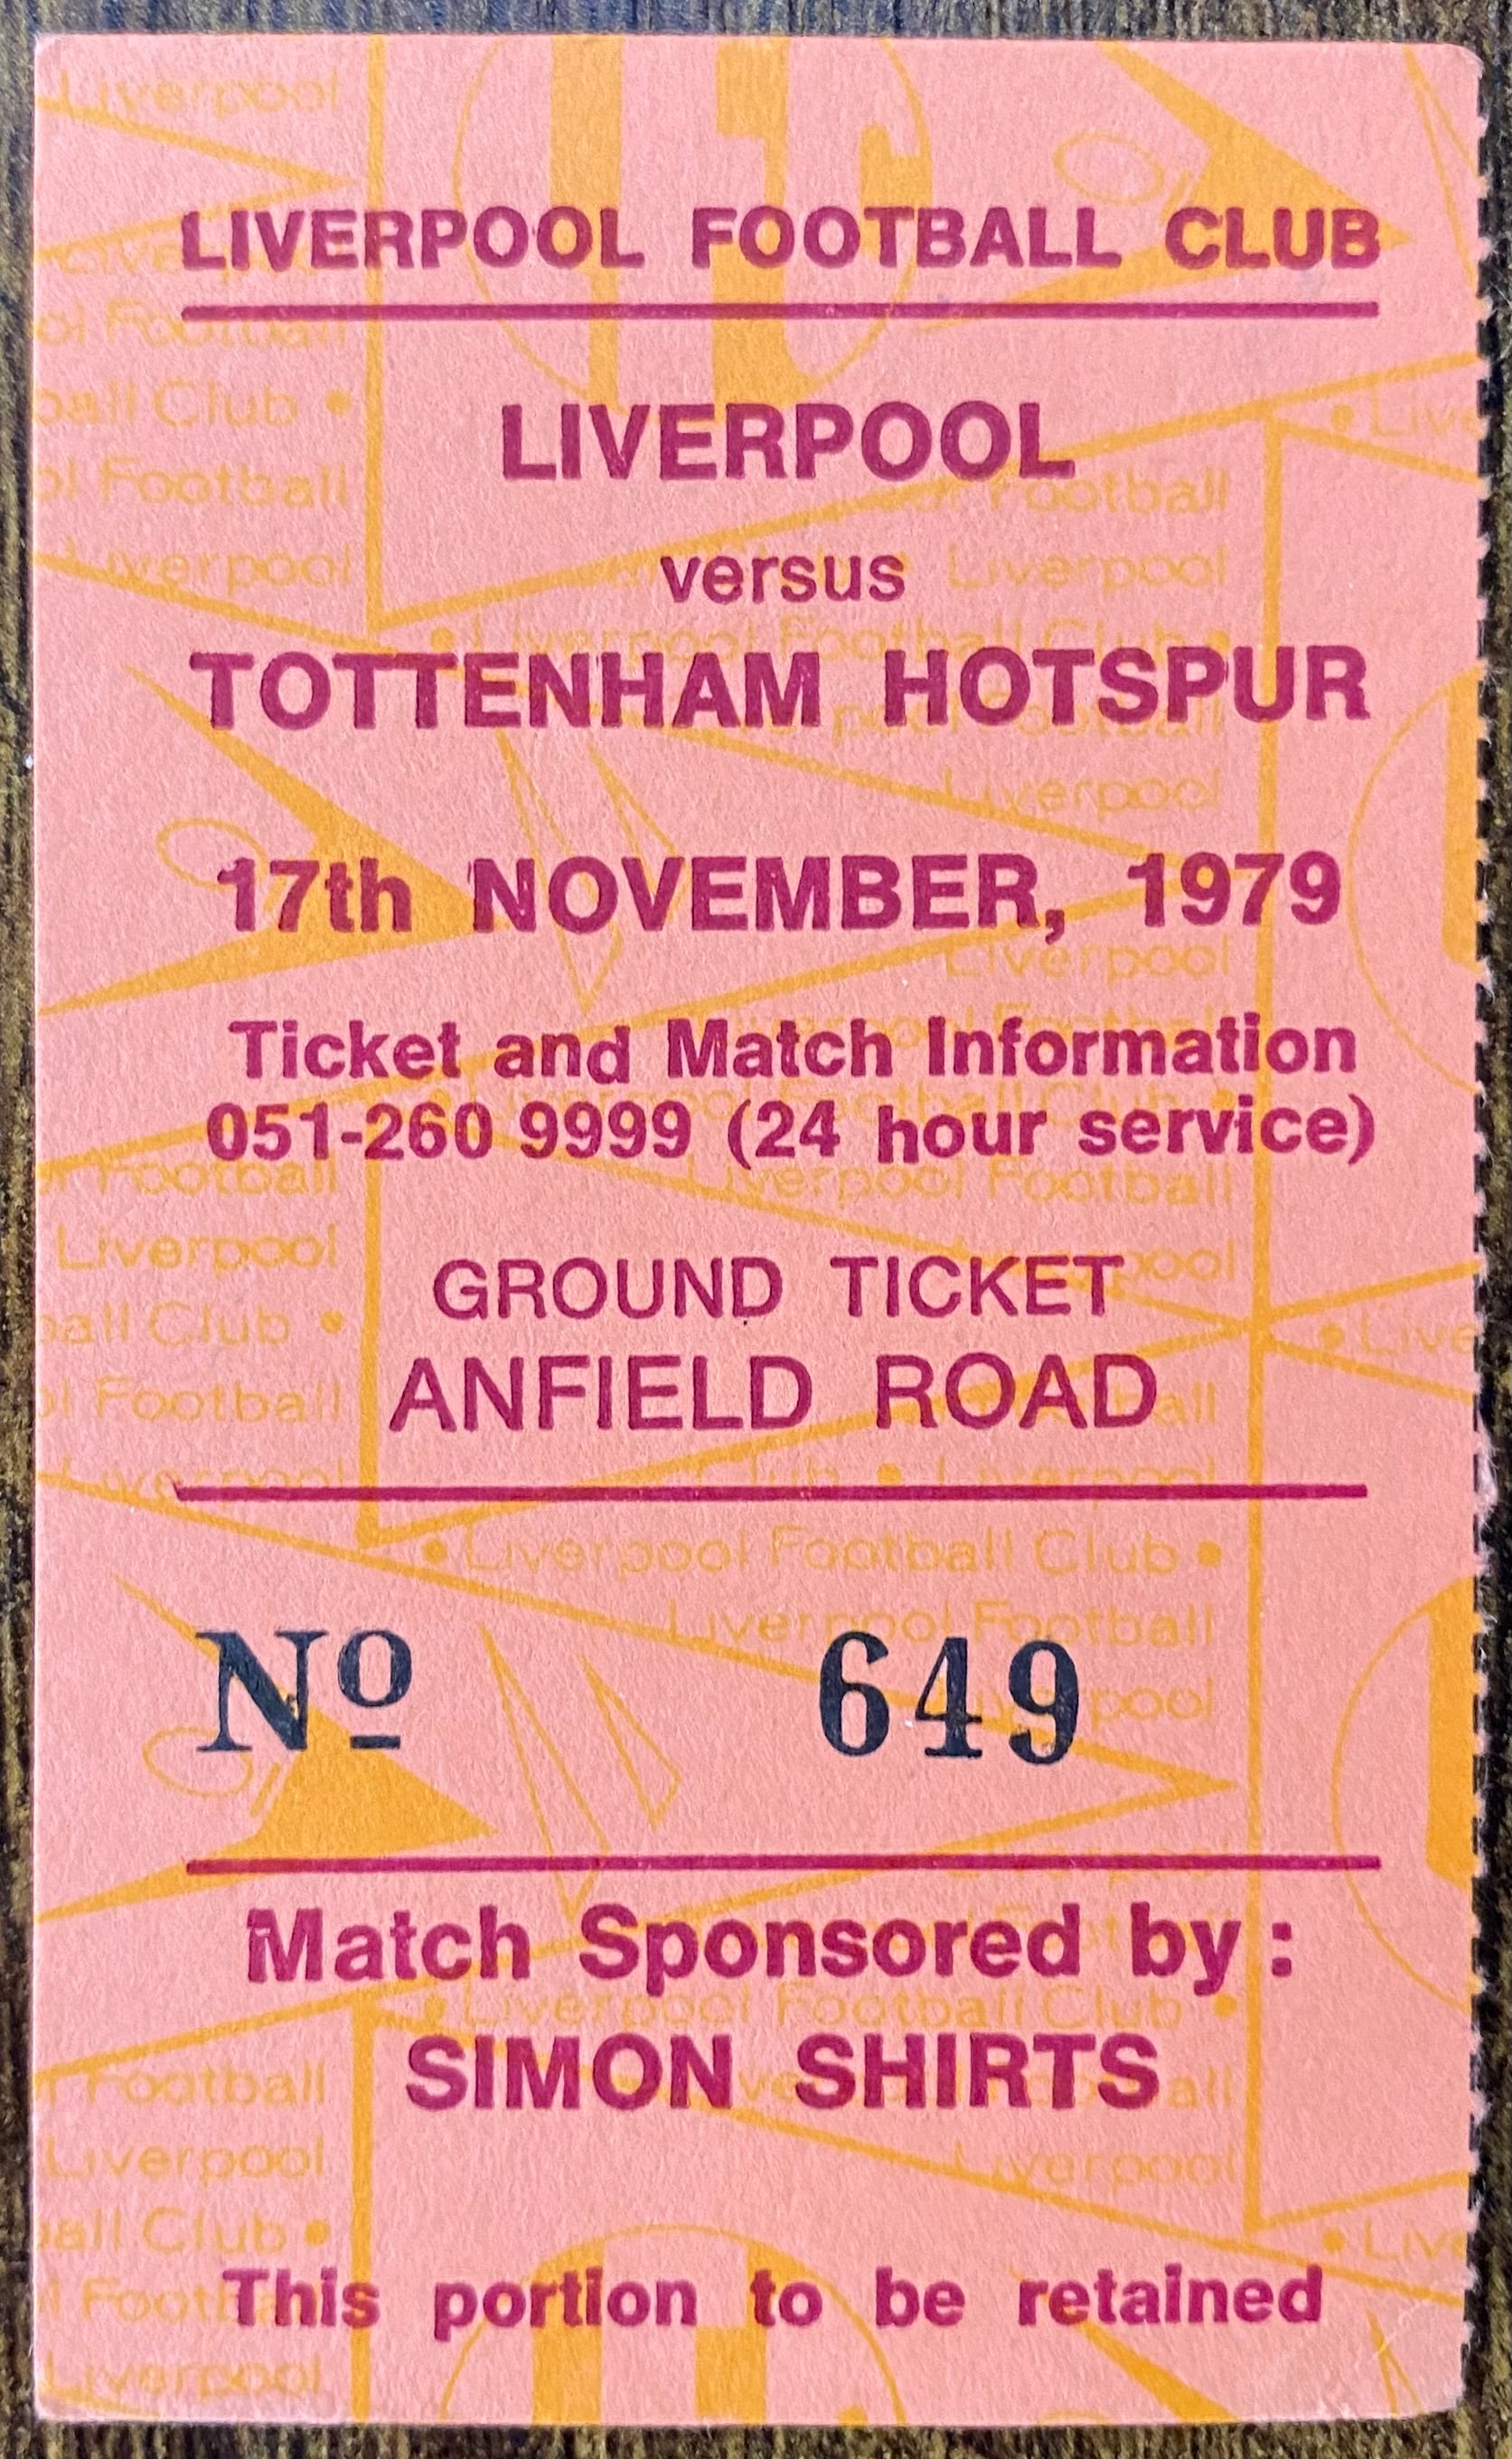 LIVERPOOL FOOTBALL CLUB
LIVERPOOL
versus
TOTTENHAM HOTSPUR
17th NOVEMBER, 1979
Ticket and Match Information
051-260 9999 (24 hour service)
GROUND TICKET
ANFIELD ROAD
Nº 649
Match Sponsored by :
SIMON SHIRTS
This portion to be retained